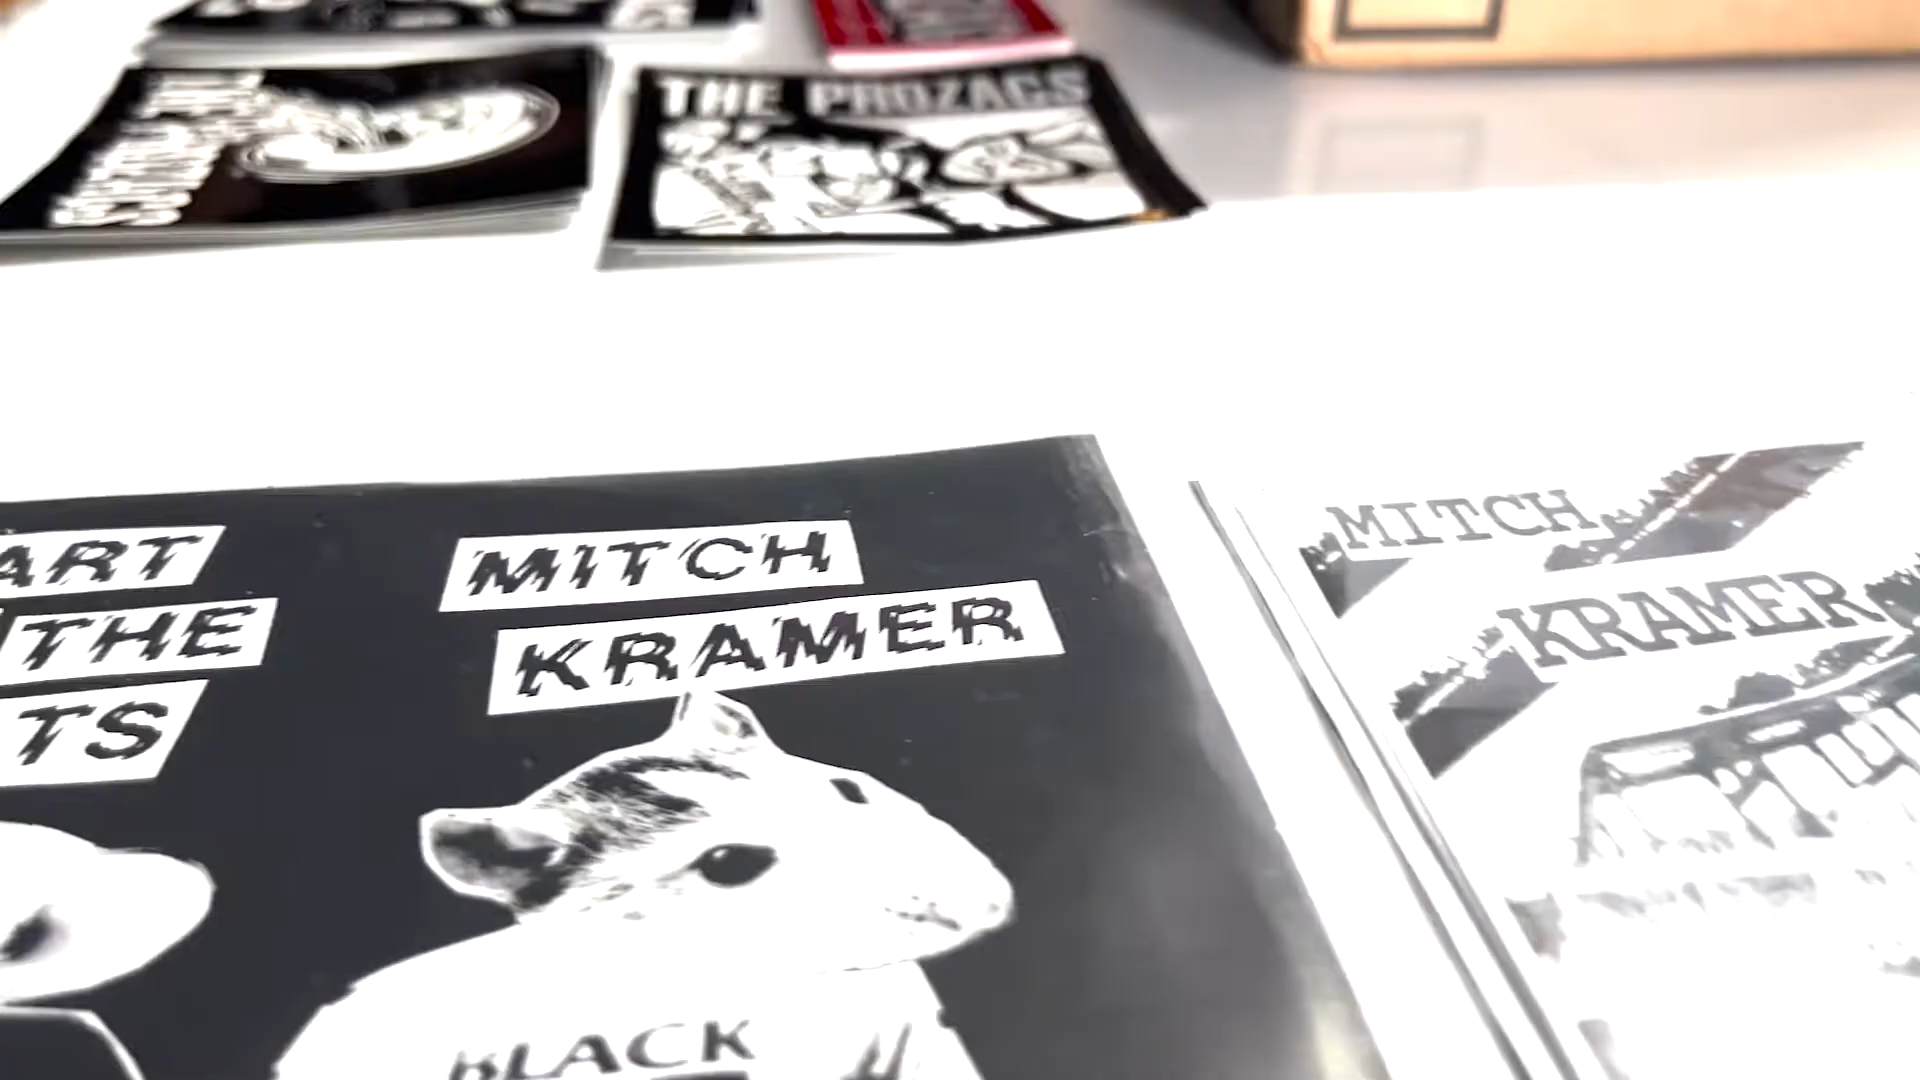 THE PROZACS
ART
THE
TS
MITCH
KRAMER
BLACK
MITCH
KRAMER